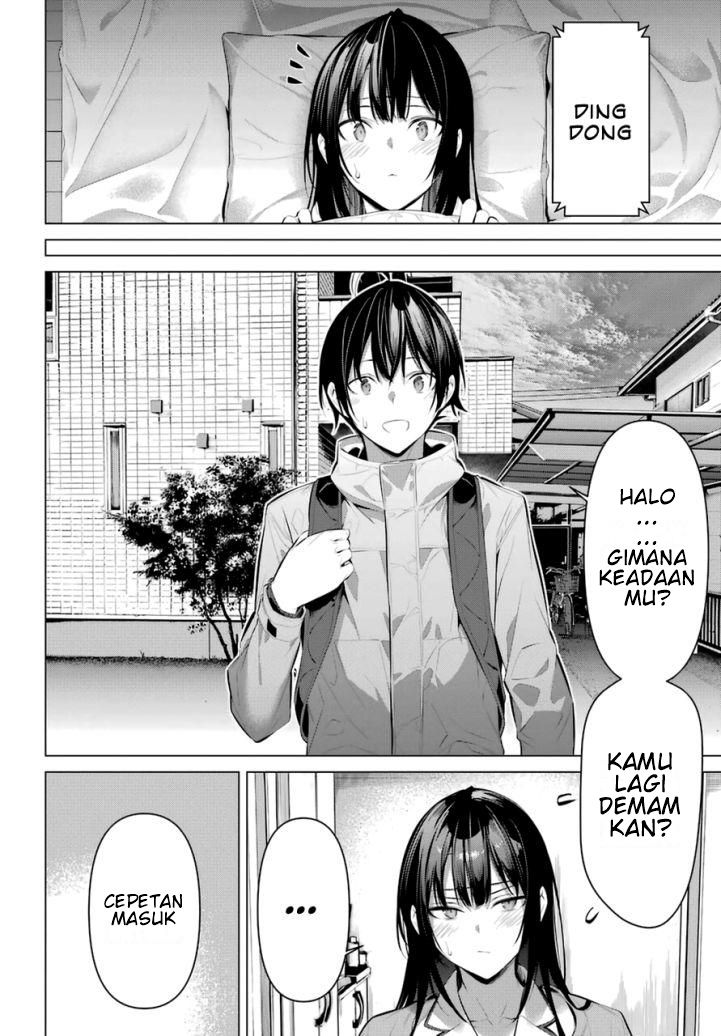 DING
DONG
HALO
...
...
GIMANA
KEADAAN
MU?
KAMU
LAGI
DEMAM
KAN?
...
CEPETAN
MASUK